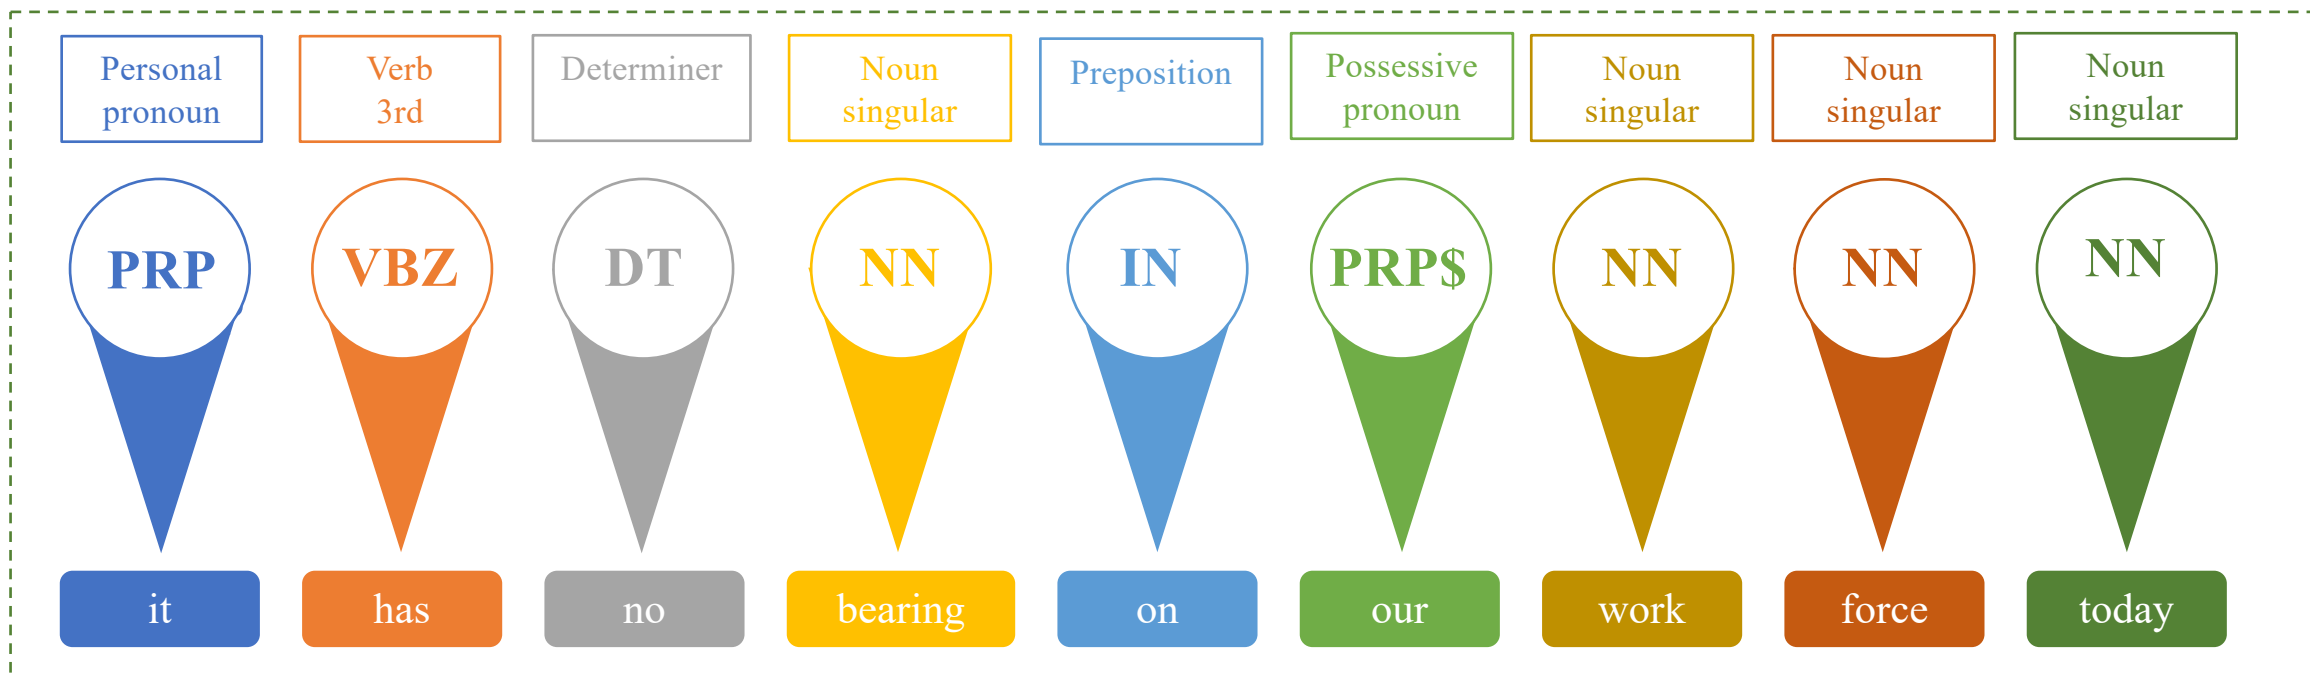 Personal
pronoun
Verb
3rd
Determiner
Noun
singular
Preposition
Possessive
pronoun
Noun
singular
Noun
singular
Noun
singular
PRP
VBZ
DT
NN
IN
PRP$
NN
NN
NN
it
has
no
bearing
on
our
work
force
today